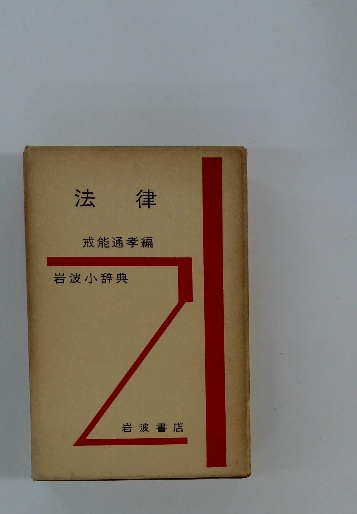 法 律
戒能通孝編
岩波小辞典
岩波書店